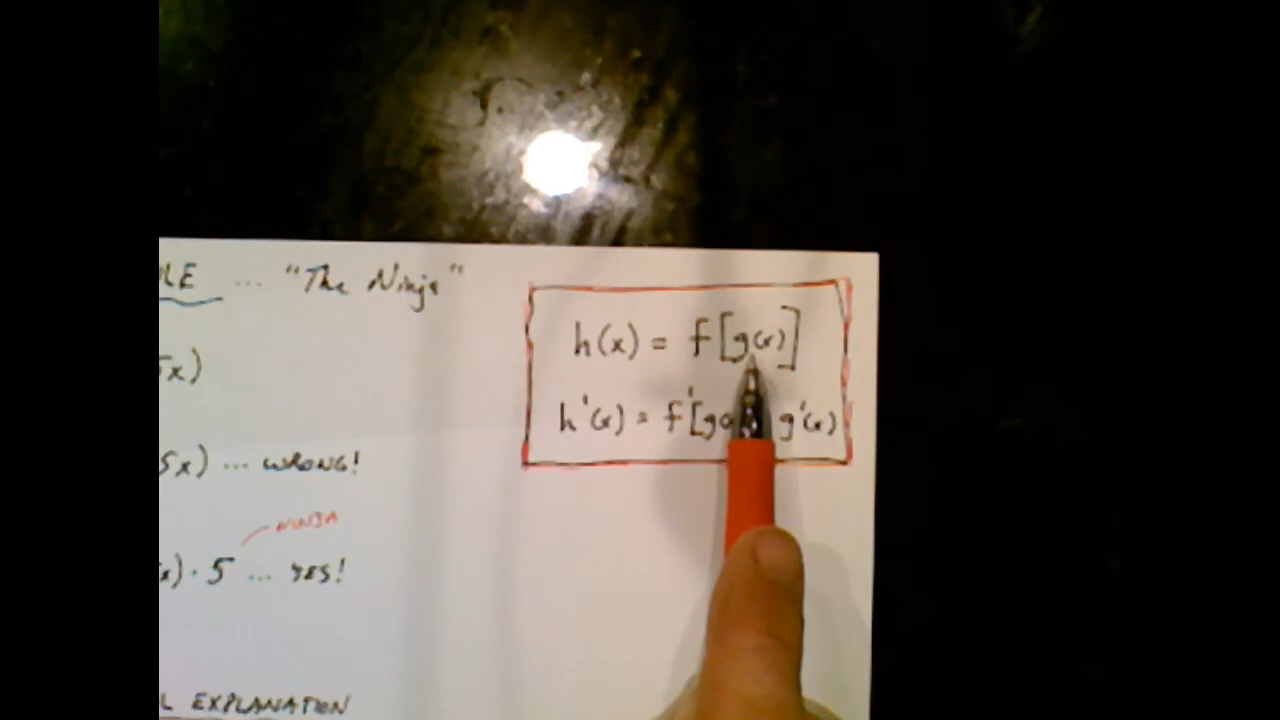 LE ... "The Ninja"
h(x) = f[g(x)]
5x)
h'(x) = f'[g( g'(x)
5x) ... WRONG!
NINJA
x) · 5 ... YES!
L EXPLANATION